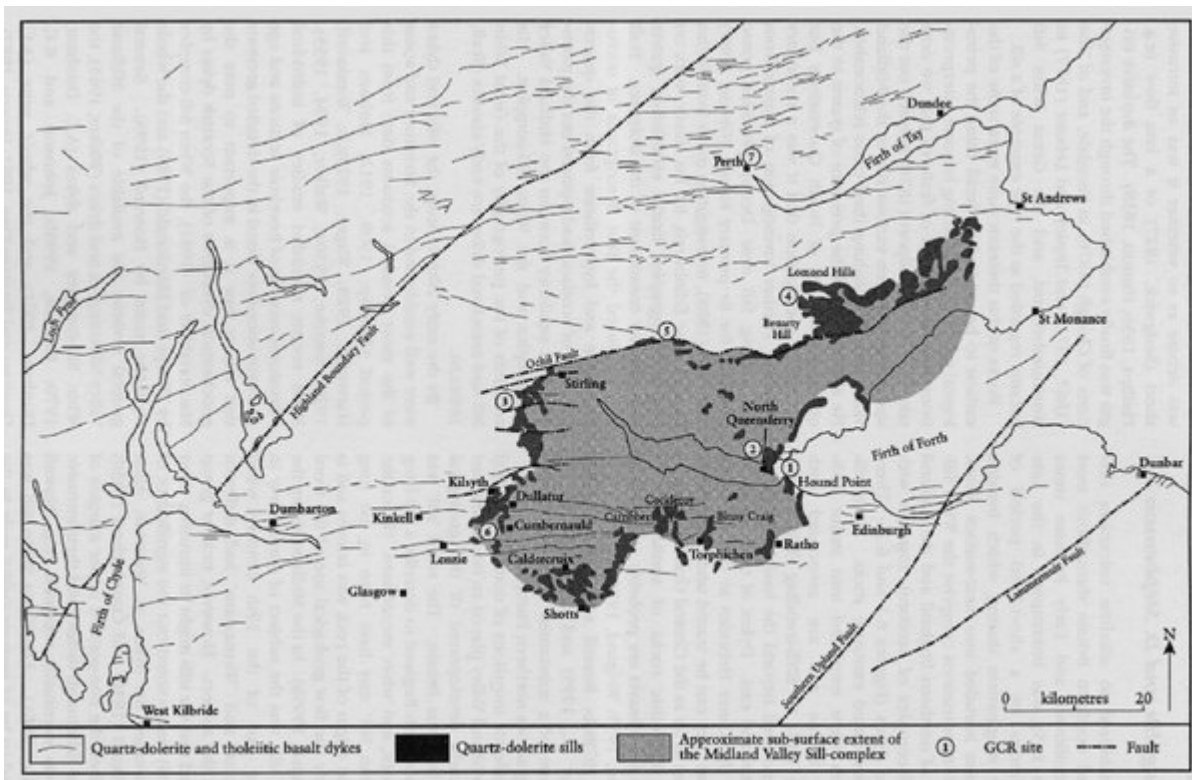 Dundee
Firth of Tay
Perth
7
St Andrews
Lomond Hills
4
Benarty
Hill
St Monance
Loch Fyne
Highland Boundary Fault
5
Ochil Fault
Stirling
3
North
Queensferry
2
Firth of Forth
1
Hound Point
Dunbar
Kilsyth
Dullatur
Dumbarton
Kinkell
Cockleroy
Carribber
Binny Craig
Edinburgh
6
Cumbernauld
Lenzie
Caldercruix
Torphichen
Ratho
Glasgow
Shotts
Firth of Clyde
Lammermuir Fault
Southern Upland Fault
N
0 kilometres 20
West Kilbride
Quartz-dolerite and tholeiitic basalt dykes
Quartz-dolerite sills
Approximate sub-surface extent of
the Midland Valley Sill-complex
1
GCR site
Fault